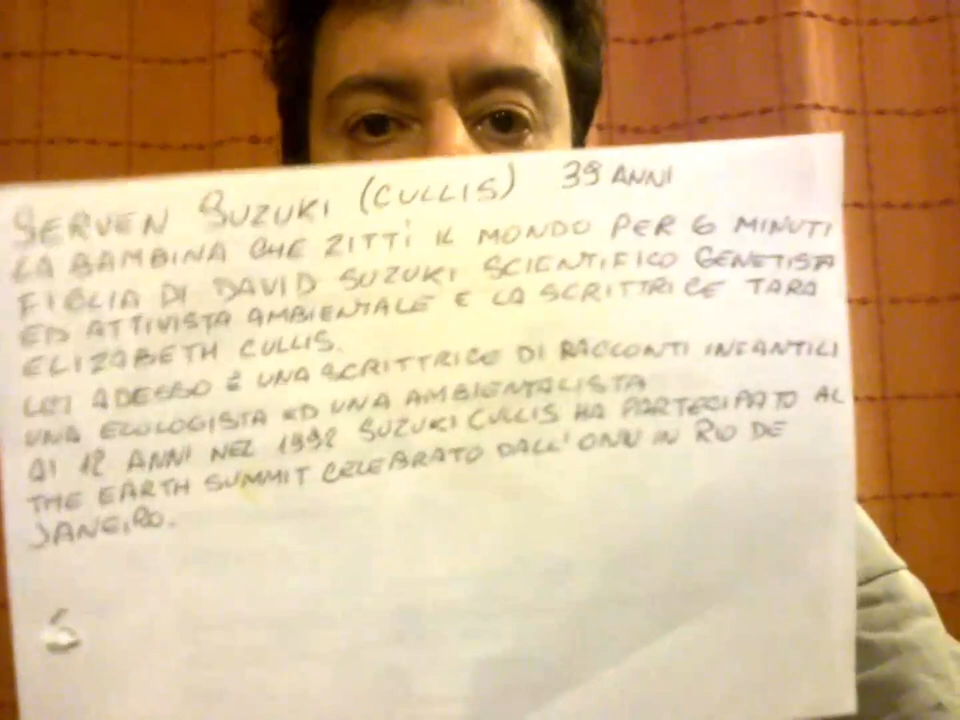 SERVEN SUZUKI (CULLIS) 39 ANNI
LA BAMBINA CHE ZITTÌ IL MONDO PER 6 MINUTI
FIGLIA DI DAVID SUZUKI SCIENTIFICO GENETISTA
ED ATTIVISTA AMBIENTALE E LA SCRITTRICE TARA
ELIZABETH CULLIS.
LEI ADESSO È UNA SCRITTRICE DI RACCONTI INFANTILI
UNA ECOLOGISTA ED UNA AMBIENTALISTA
AI 12 ANNI NEL 1992 SUZUKI CULLIS HA PARTECIPATO AL
THE EARTH SUMMIT CELEBRATO DALL'ONU IN RIO DE
JANEIRO.